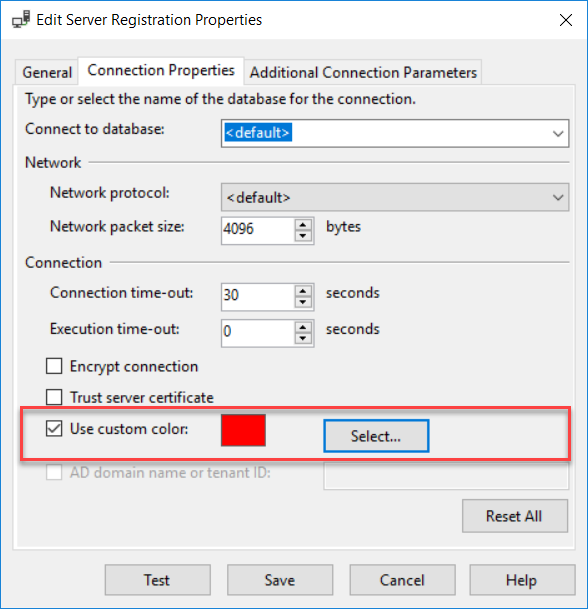 Edit Server Registration Properties
General Connection Properties Additional Connection Parameters
Type or select the name of the database for the connection.
Connect to database: <default>
Network
Network protocol: <default>
Network packet size: 4096 bytes
Connection
Connection time-out: 30 seconds
Execution time-out: 0 seconds
Encrypt connection
Trust server certificate
Use custom color: Select...
AD domain name or tenant ID:
Reset All
Test Save Cancel Help